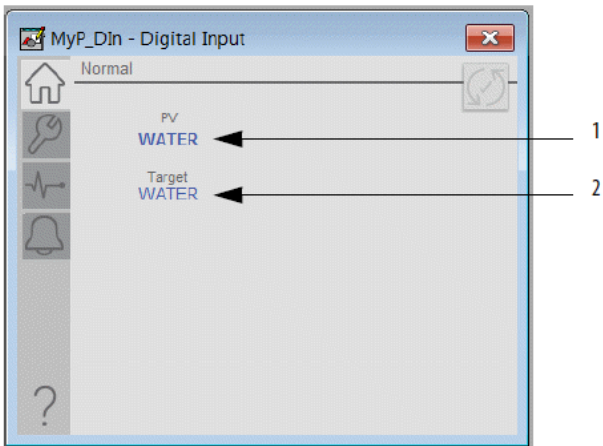 MyP_DIn - Digital Input
Normal
PV
WATER
1
Target
WATER
2
?